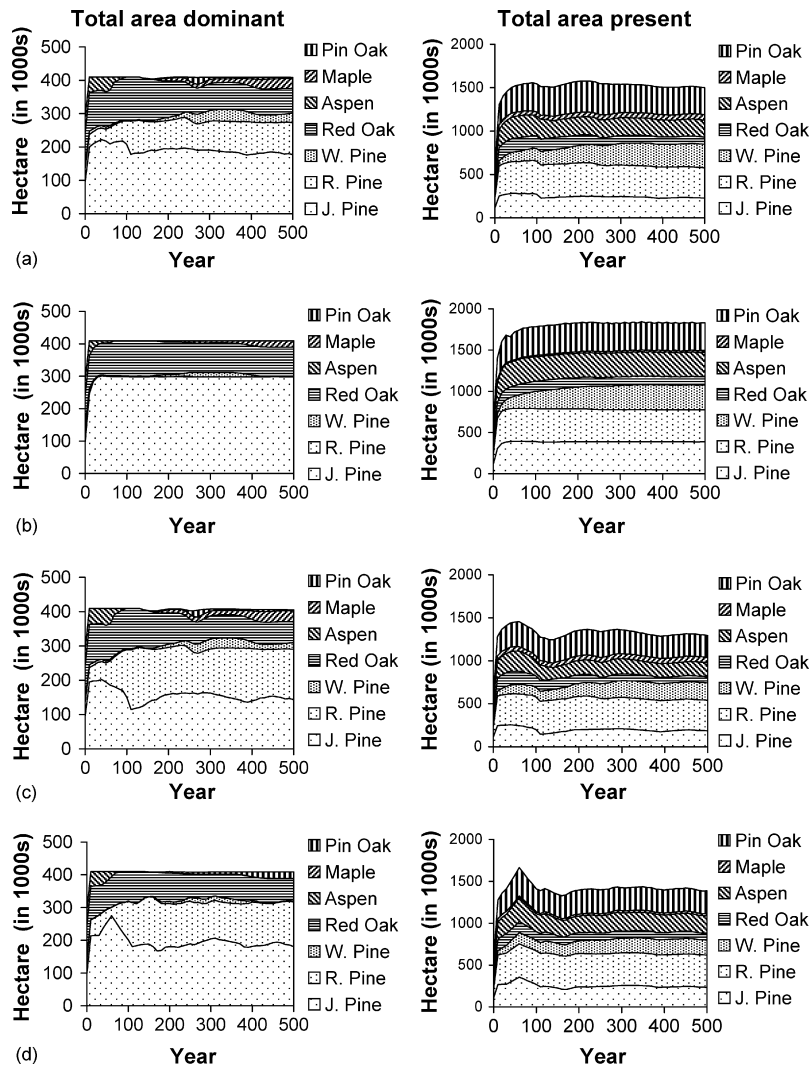 Total area dominant
Total area present
(a)
Hectare (in 1000s)
500
400
300
200
100
0
0 100 200 300 400 500
Year
Pin Oak
Maple
Aspen
Red Oak
W. Pine
R. Pine
J. Pine
Hectare (in 1000s)
2000
1500
1000
500
0
0 100 200 300 400 500
Year
Pin Oak
Maple
Aspen
Red Oak
W. Pine
R. Pine
J. Pine
(b)
Hectare (in 1000s)
500
400
300
200
100
0
0 100 200 300 400 500
Year
Pin Oak
Maple
Aspen
Red Oak
W. Pine
R. Pine
J. Pine
Hectare (in 1000s)
2000
1500
1000
500
0
0 100 200 300 400 500
Year
Pin Oak
Maple
Aspen
Red Oak
W. Pine
R. Pine
J. Pine
(c)
Hectare (in 1000s)
500
400
300
200
100
0
0 100 200 300 400 500
Year
Pin Oak
Maple
Aspen
Red Oak
W. Pine
R. Pine
J. Pine
Hectare (in 1000s)
2000
1500
1000
500
0
0 100 200 300 400 500
Year
Pin Oak
Maple
Aspen
Red Oak
W. Pine
R. Pine
J. Pine
(d)
Hectare (in 1000s)
500
400
300
200
100
0
0 100 200 300 400 500
Year
Pin Oak
Maple
Aspen
Red Oak
W. Pine
R. Pine
J. Pine
Hectare (in 1000s)
2000
1500
1000
500
0
0 100 200 300 400 500
Year
Pin Oak
Maple
Aspen
Red Oak
W. Pine
R. Pine
J. Pine